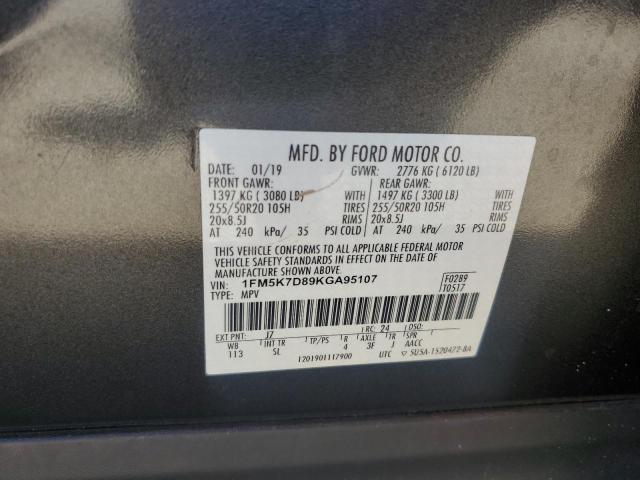 MFD. BY FORD MOTOR CO.
DATE: 01/19 GVWR: 2776 KG ( 6120 LB)
FRONT GAWR: REAR GAWR:
1397 KG ( 3080 LB) WITH 1497 KG ( 3300 LB) WITH
255/50R20 105H TIRES 255/50R20 105H TIRES
20x8.5J RIMS 20x8.5J RIMS
AT 240 kPa/ 35 PSI COLD AT 240 kPa/ 35 PSI COLD
THIS VEHICLE CONFORMS TO ALL APPLICABLE FEDERAL MOTOR
VEHICLE SAFETY STANDARDS IN EFFECT ON THE DATE OF
MANUFACTURE SHOWN ABOVE.
VIN: 1FM5K7D89KGA95107 F0289
TYPE: MPV T0517
EXT PNT: J7 RC: 24 DSO:
WB INT TR TP/PS R AXLE TR SPR
113 SL 4 3F J AACC
1201901117900 UTC ▽ 5U5A-1520472-BA